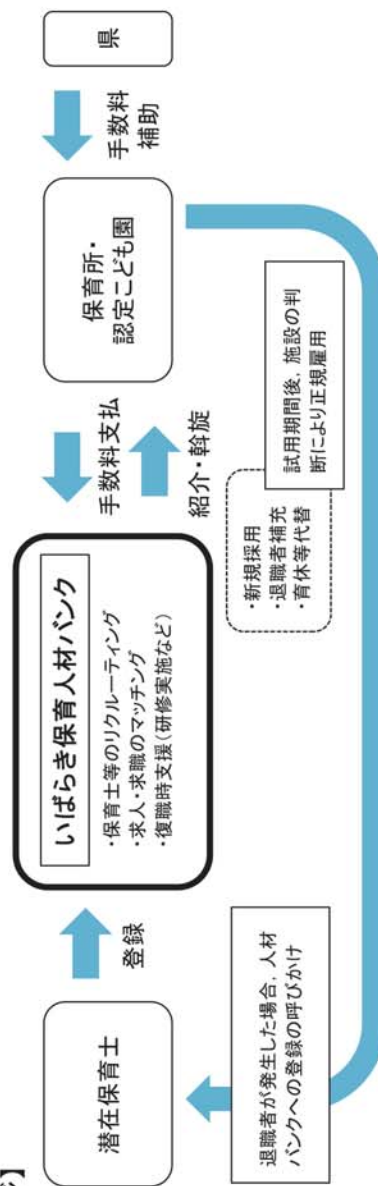 潜在保育士
登録
いばらき保育人材バンク
・保育士等のリクルーティング
・求人・求職のマッチング
・復職時支援(研修実施など)
手数料支払
紹介・斡旋
保育所・
認定こども園
手数料
補助
県
・新規採用
・退職者補充
・育休等代替
試用期間後，施設の判
断により正規雇用
退職者が発生した場合，人材
バンクへの登録の呼びかけ